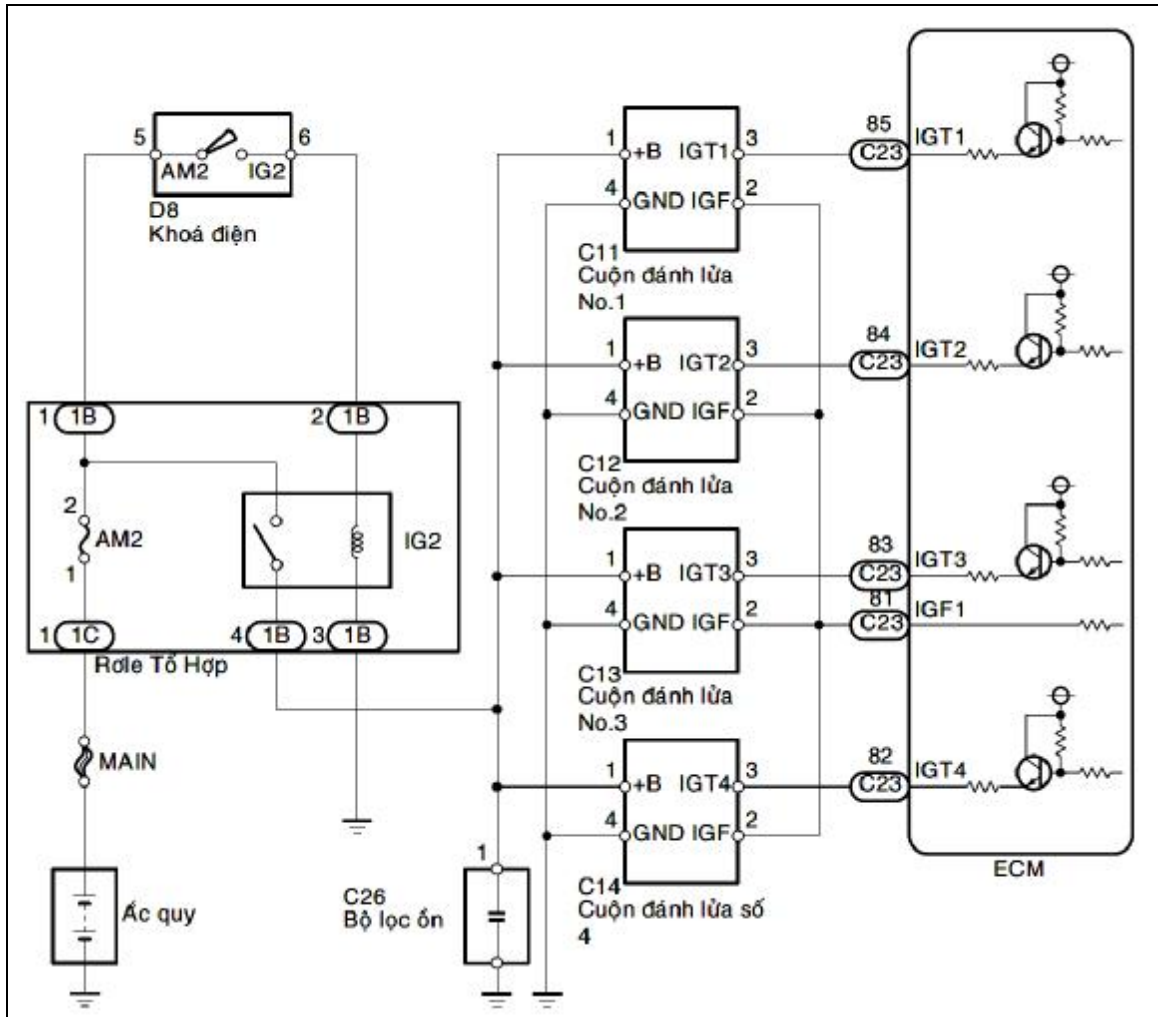 5
6
AM2
IG2
D8
Khoá điện
1 1B
2 1B
2
AM2
1
IG2
1 1C
4 1B
3 1B
Rơle Tổ Hợp
MAIN
Ắc quy
1
C26
Bộ lọc ồn
1
+B IGT1
3
4
GND IGF
2
C11
Cuộn đánh lửa
No.1
1
+B IGT2
3
4
GND IGF
2
C12
Cuộn đánh lửa
No.2
1
+B IGT3
3
4
GND IGF
2
C13
Cuộn đánh lửa
No.3
1
+B IGT4
3
4
GND IGF
2
C14
Cuộn đánh lửa số
4
85
C23
IGT1
84
C23
IGT2
83
C23
IGT3
81
C23
IGF1
82
C23
IGT4
ECM